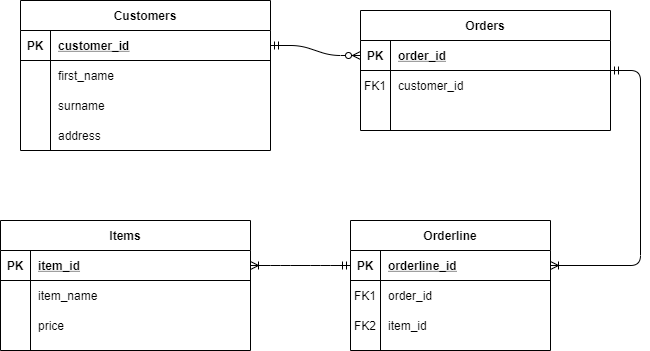 Customers
PK customer_id
first_name
surname
address
Orders
PK order_id
FK1 customer_id
Items
PK item_id
item_name
price
Orderline
PK orderline_id
FK1 order_id
FK2 item_id